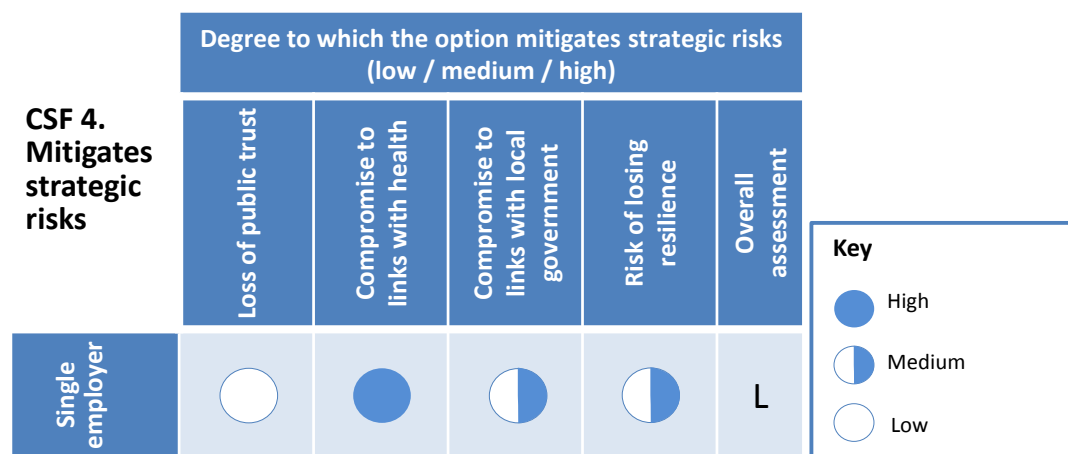 Degree to which the option mitigates strategic risks
(low / medium / high)
CSF 4.
Mitigates
strategic
risks
Loss of public trust
Compromise to
links with health
Compromise to
links with local
government
Risk of losing
resilience
Overall
assessment
Single
employer
L
Key
High
Medium
Low